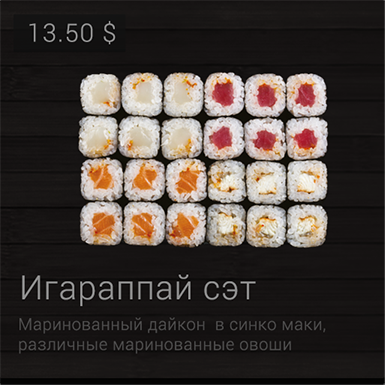 13.50 $
Игараппай сэт
Маринованный дайкон в синко маки,
различные маринованные овоши